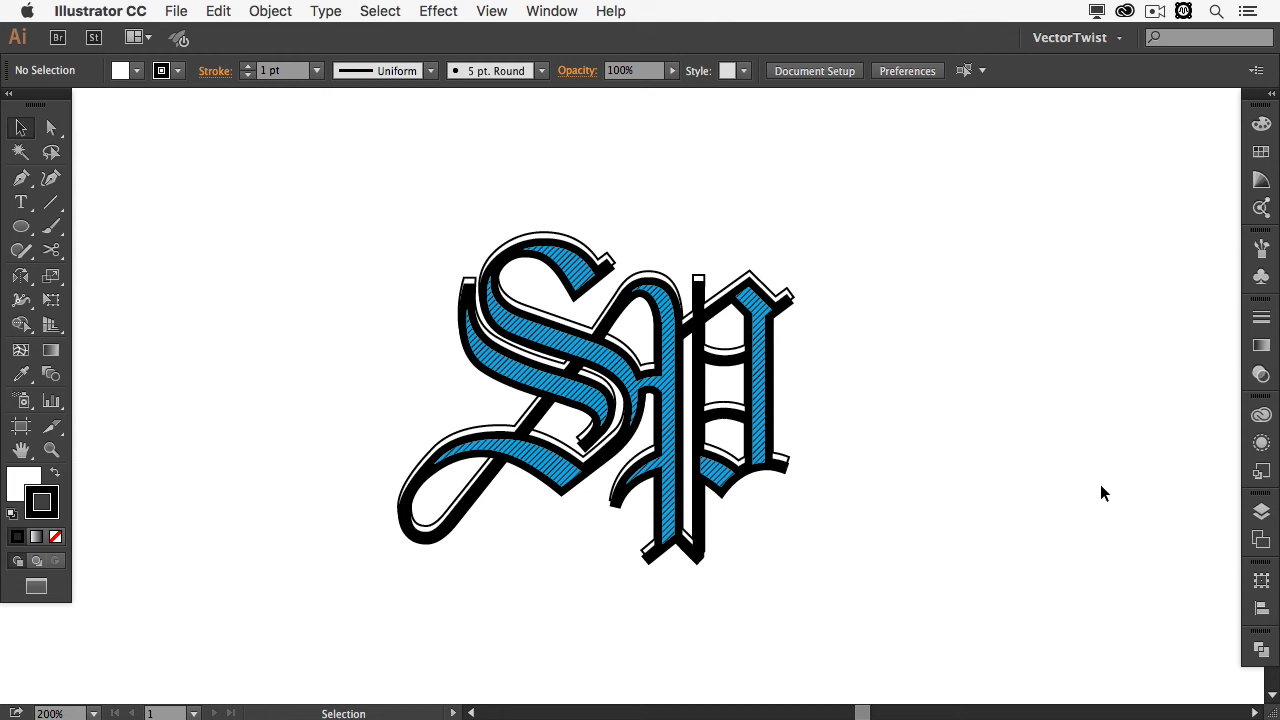 Illustrator CC File Edit Object Type Select Effect View Window Help
Ai Br St VectorTwist
No Selection Stroke: 1 pt Uniform 5 pt. Round Opacity: 100% Style: Document Setup Preferences
T
Sp
200% 1 Selection